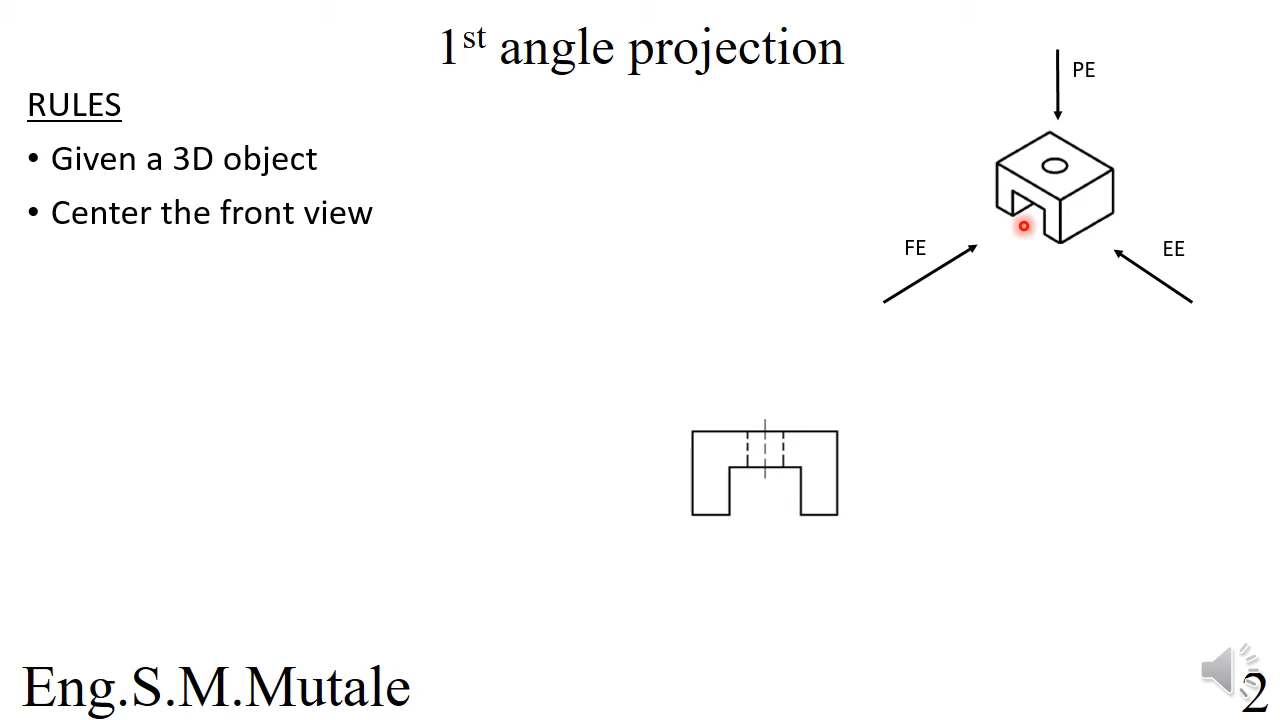 1st angle projection
RULES
• Given a 3D object
• Center the front view
PE
FE
EE
Eng.S.M.Mutale
2